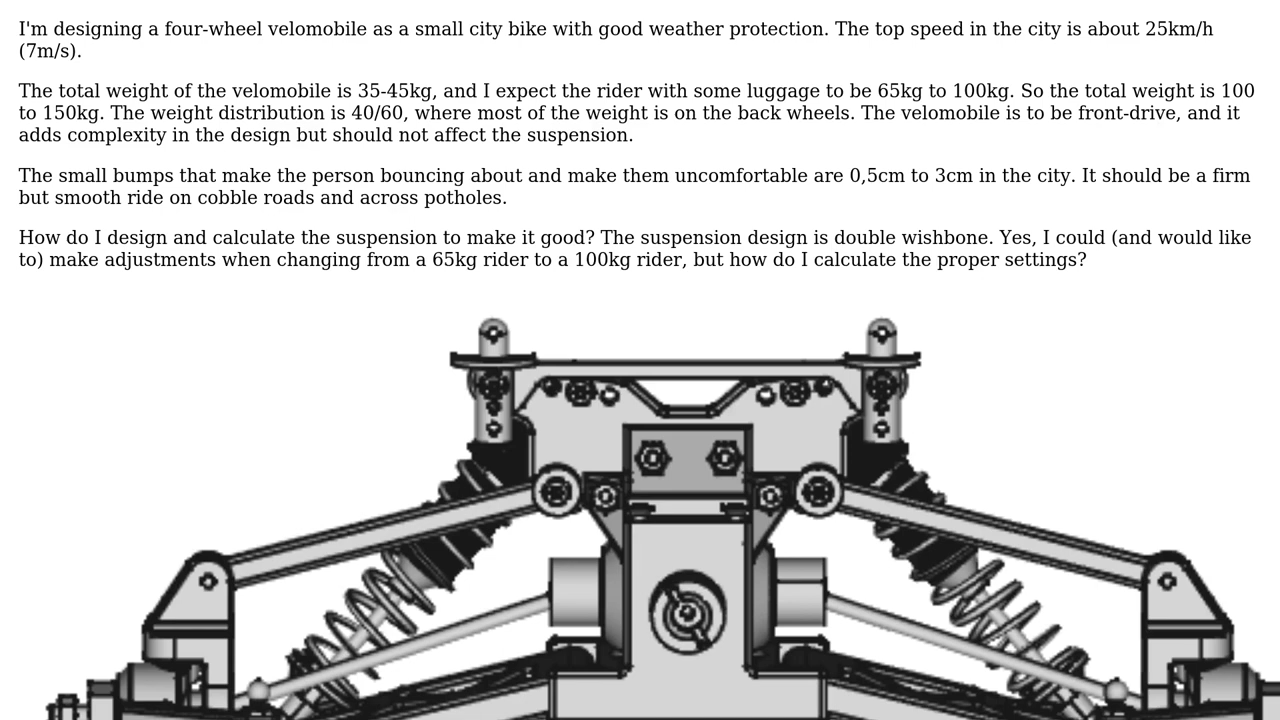 I'm designing a four-wheel velomobile as a small city bike with good weather protection. The top speed in the city is about 25km/h
(7m/s).
The total weight of the velomobile is 35-45kg, and I expect the rider with some luggage to be 65kg to 100kg. So the total weight is 100
to 150kg. The weight distribution is 40/60, where most of the weight is on the back wheels. The velomobile is to be front-drive, and it
adds complexity in the design but should not affect the suspension.
The small bumps that make the person bouncing about and make them uncomfortable are 0,5cm to 3cm in the city. It should be a firm
but smooth ride on cobble roads and across potholes.
How do I design and calculate the suspension to make it good? The suspension design is double wishbone. Yes, I could (and would like
to) make adjustments when changing from a 65kg rider to a 100kg rider, but how do I calculate the proper settings?